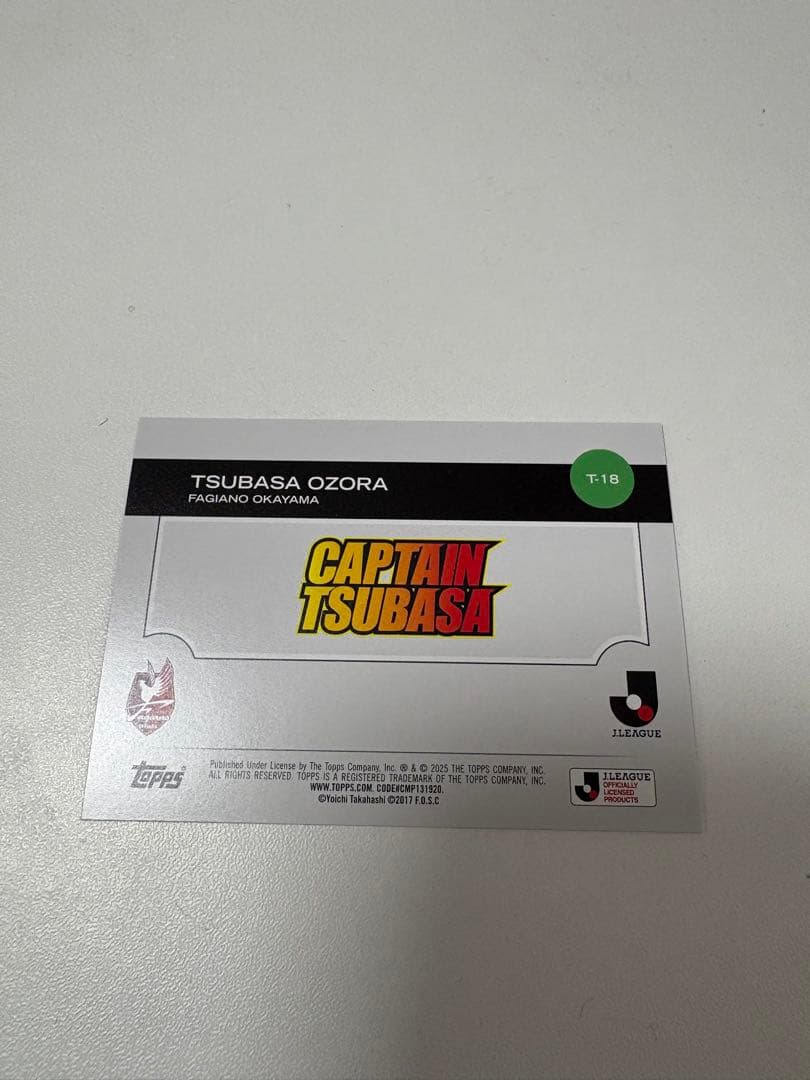 TSUBASA OZORA
FAGIANO OKAYAMA
T-18
CAPTAIN
TSUBASA
J.LEAGUE
topps
Published Under License by The Topps Company, Inc. ® & © 2025 THE TOPPS COMPANY, INC.
ALL RIGHTS RESERVED. TOPPS IS A REGISTERED TRADEMARK OF THE TOPPS COMPANY, INC.
WWW.TOPPS.COM. CODE#CMP131920.
©Yoichi Takahashi ©2017 F.O.S.C
J.LEAGUE
OFFICIALLY
LICENSED
PRODUCTS